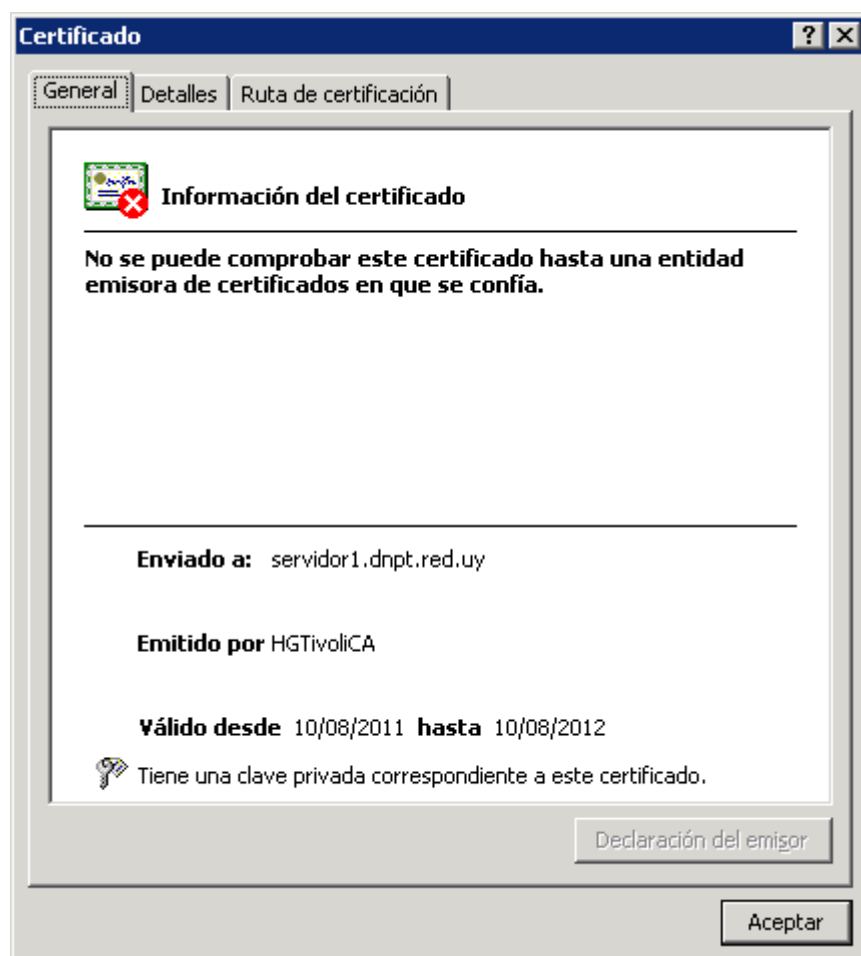 Certificado
General Detalles Ruta de certificación
Información del certificado
No se puede comprobar este certificado hasta una entidad
emisora de certificados en que se confía.
Enviado a: servidor1.dnpt.red.uy
Emitido por HGTivoliCA
Válido desde 10/08/2011 hasta 10/08/2012
Tiene una clave privada correspondiente a este certificado.
Declaración del emisor
Aceptar